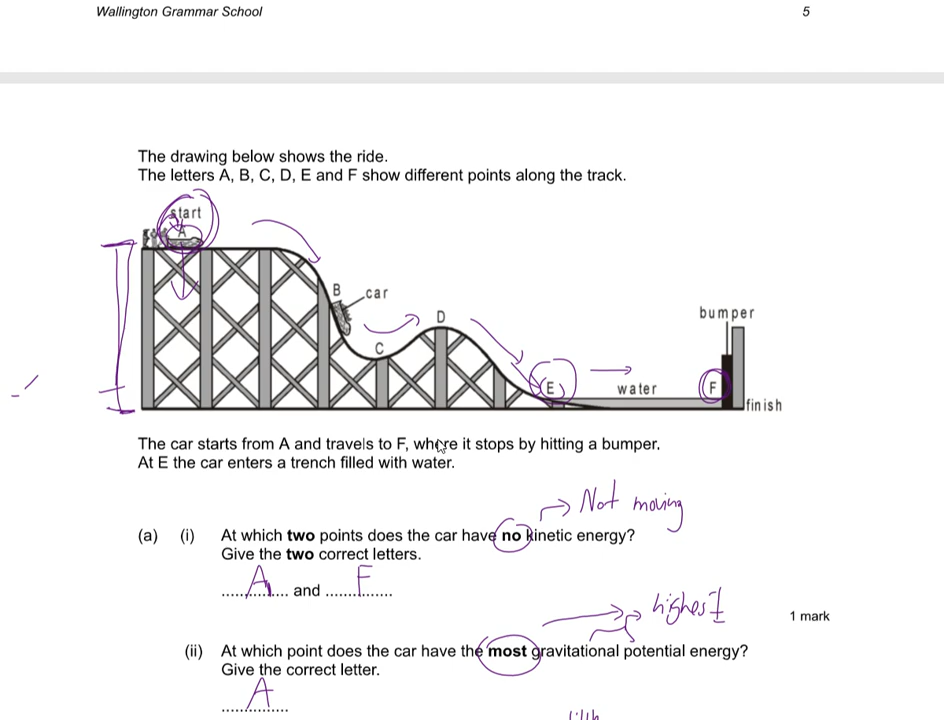 Wallington Grammar School 5
The drawing below shows the ride.
The letters A, B, C, D, E and F show different points along the track.
start
A
B
car
D
C
bumper
E
water
F
finish
The car starts from A and travels to F, where it stops by hitting a bumper.
At E the car enters a trench filled with water.
Not moving
(a) (i) At which two points does the car have no kinetic energy?
Give the two correct letters.
A and F
highest
1 mark
(ii) At which point does the car have the most gravitational potential energy?
Give the correct letter.
A